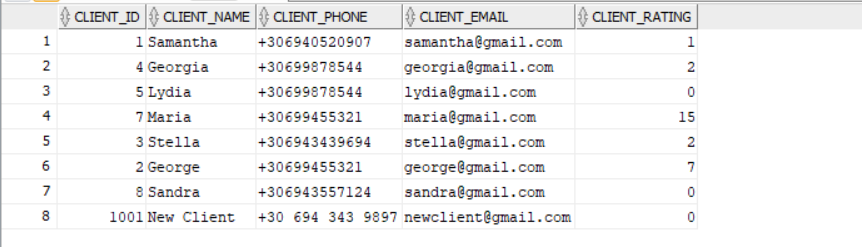 CLIENT_ID CLIENT_NAME CLIENT_PHONE CLIENT_EMAIL CLIENT_RATING
1 1 Samantha +306940520907 samantha@gmail.com 1
2 4 Georgia +30699878544 georgia@gmail.com 2
3 5 Lydia +30699878544 lydia@gmail.com 0
4 7 Maria +30699455321 maria@gmail.com 15
5 3 Stella +306943439694 stella@gmail.com 2
6 2 George +30699455321 george@gmail.com 7
7 8 Sandra +306943557124 sandra@gmail.com 0
8 1001 New Client +30 694 343 9897 newclient@gmail.com 0